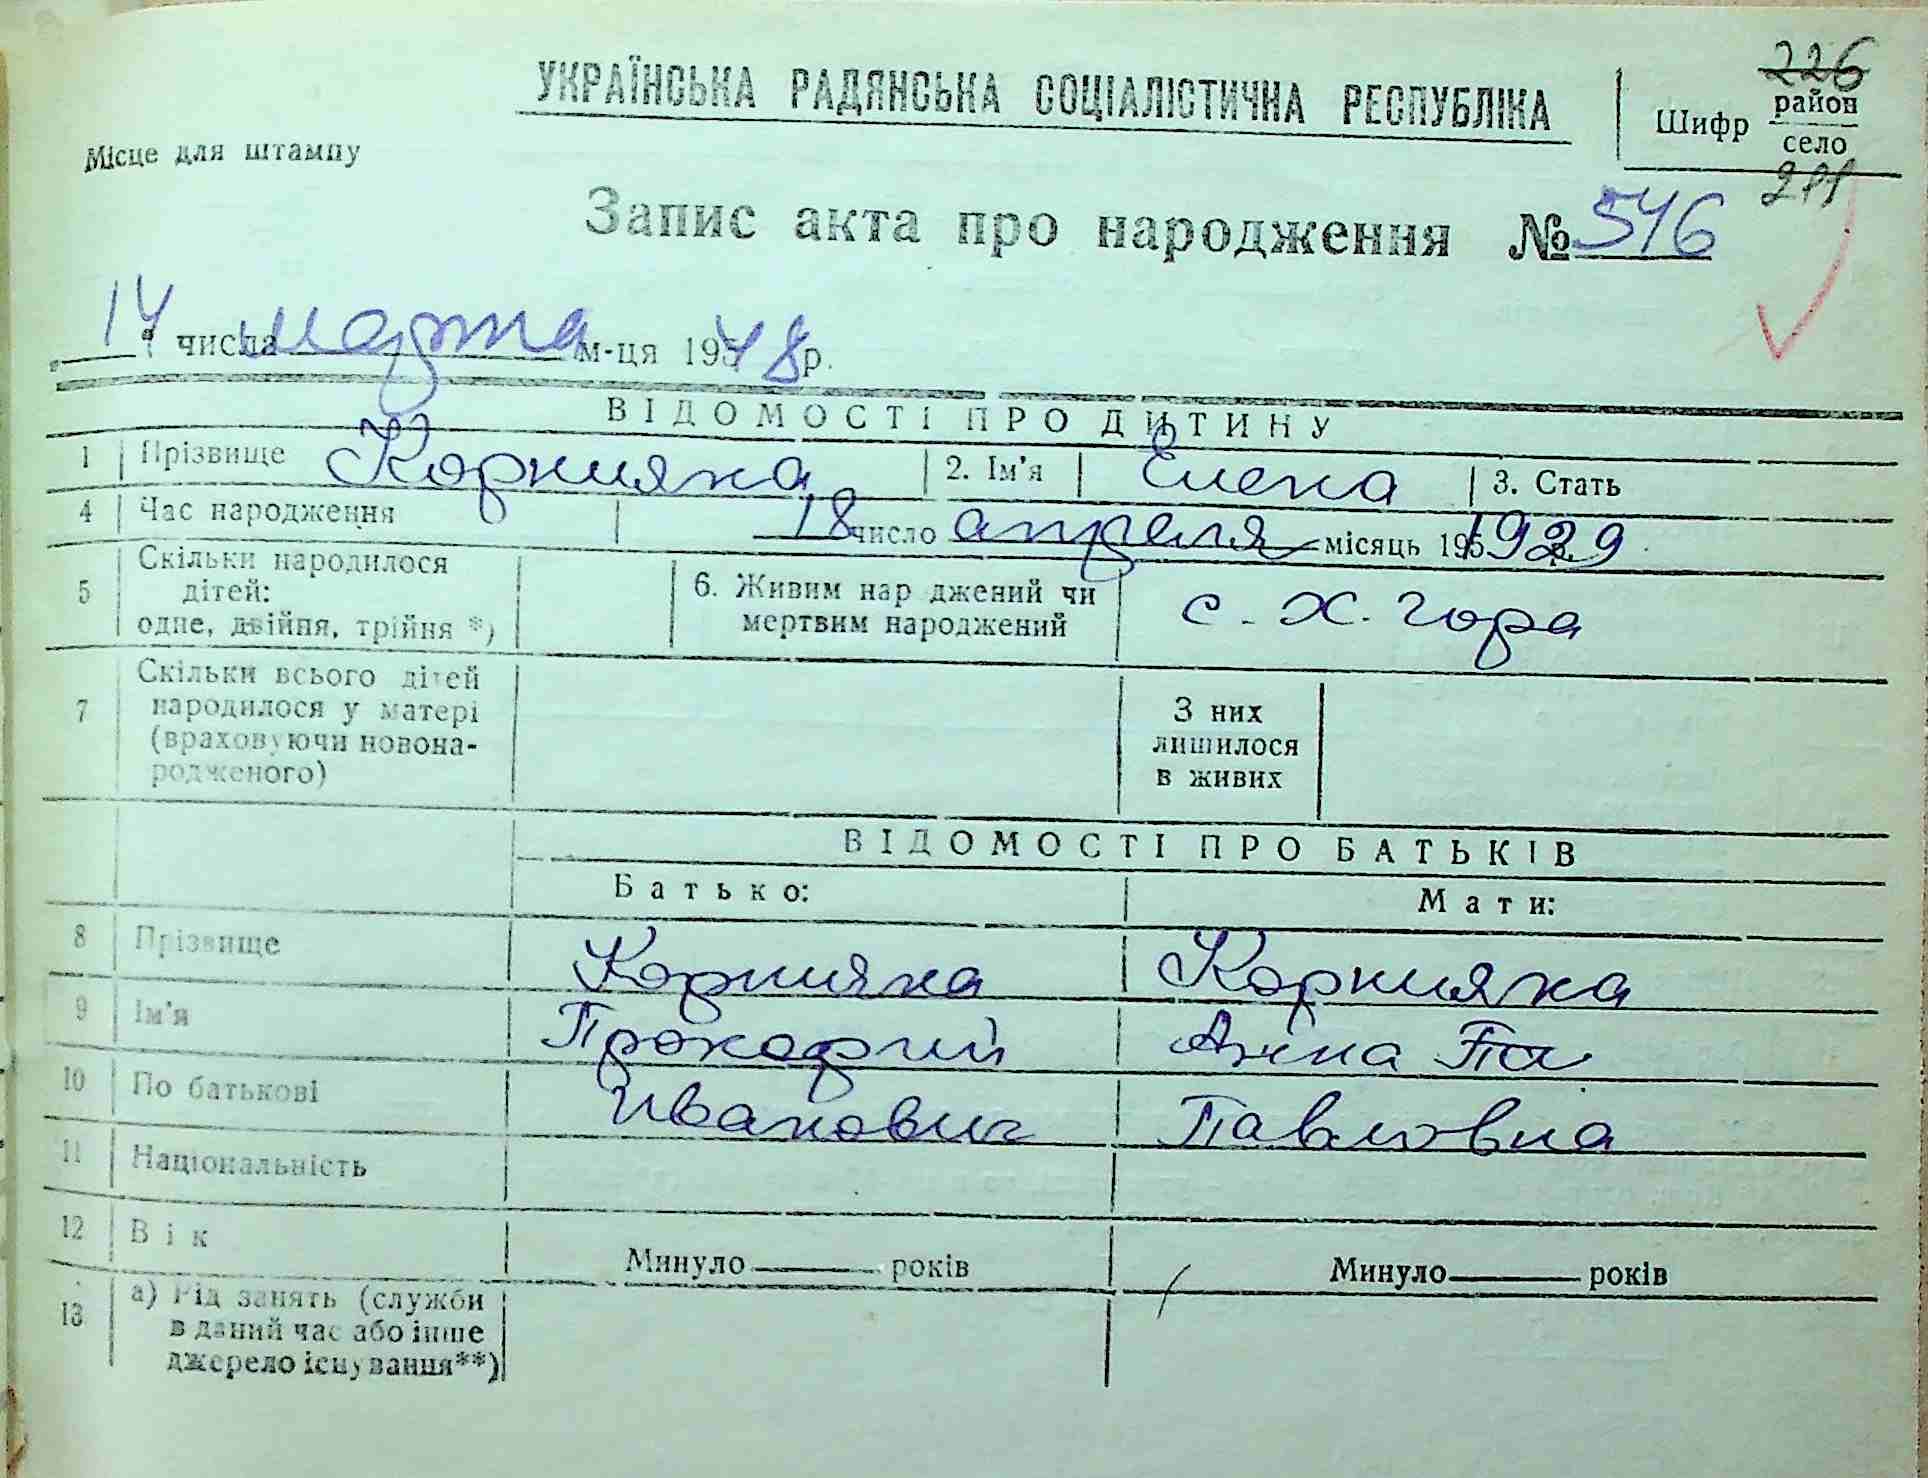 УКРАЇНСЬКА РАДЯНСЬКА СОЦІАЛІСТИЧНА РЕСПУБЛІКА
226
Шифр район
село
211
Місце для штампу
Запис акта про народження № 546
14 числа марта м-ця 1948 р.
ВІДОМОСТІ ПРО ДИТИНУ
1 Прізвище Корнияка 2. Ім'я Елена 3. Стать
4 Час народження 18 число апреля місяць 1929
5 Скільки народилося дітей: одне, двійня, трійня *) 6. Живим нар джений чи мертвим народжений с. Х. гора
7 Скільки всього дітей народилося у матері (враховуючи новонародженого) З них лишилося в живих
ВІДОМОСТІ ПРО БАТЬКІВ
Батько: Мати:
8 Прізвище Корнияка Корнияка
9 Ім'я Прокофий Анна Па
10 По батькові Иванович Павловна
11 Національність
12 Вік Минуло ——— років Минуло ——— років
13 а) Рід занять (служби
в даний час або інше
джерело існування**)